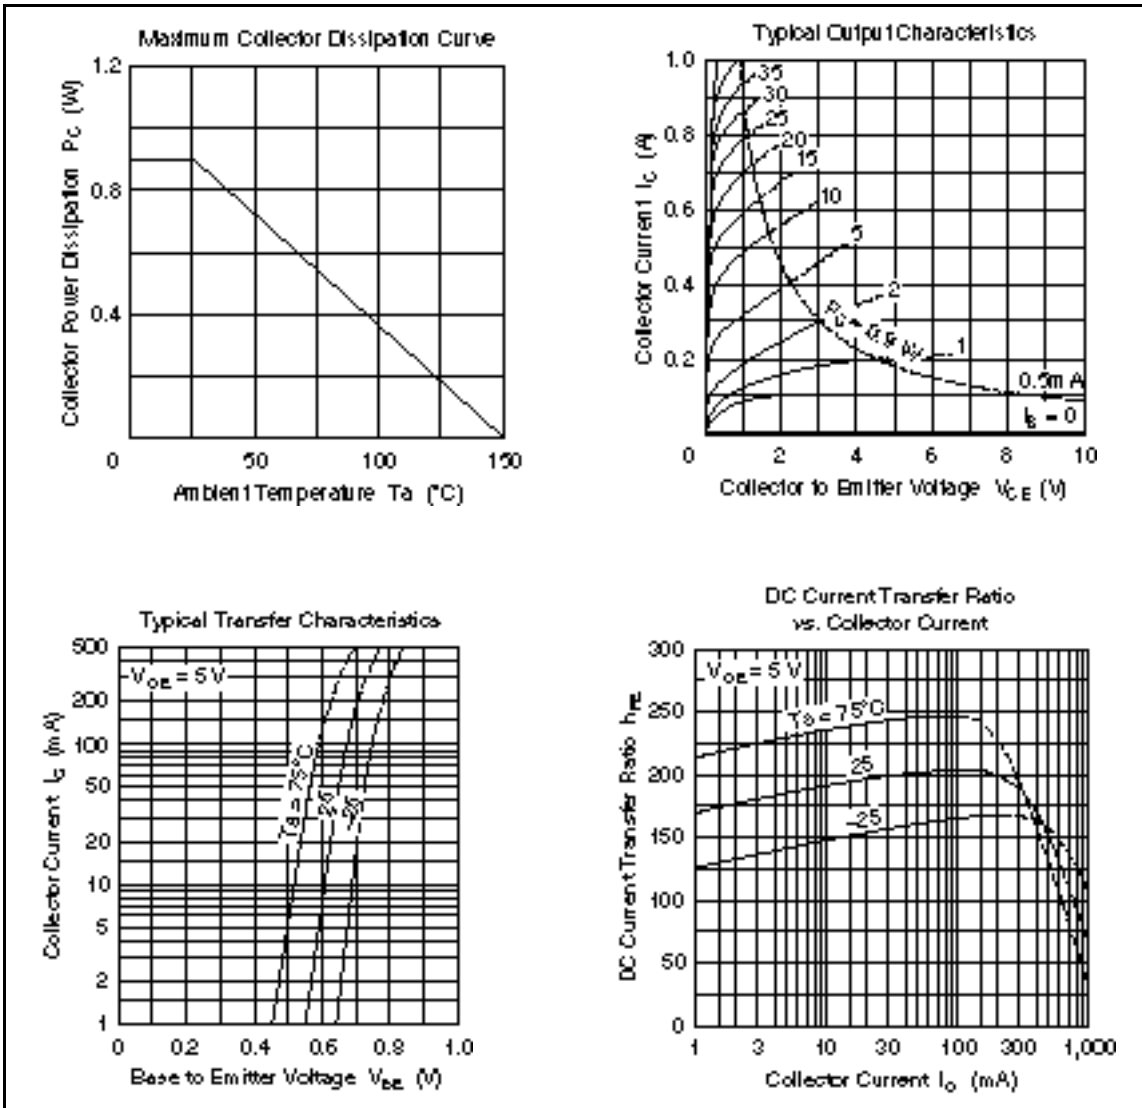 Maximum Collector Dissipation Curve
Collector Power Dissipation Pc (W)
1.2
0.8
0.4
0 50 100 150
Ambient Temperature Ta (°C)
Typical Output Characteristics
Collector Current IC (A)
1.0
0.8
0.6
0.4
0.2
35
30
25
20
15
10
5
2
1
0.5mA
PC = 0.9 W
IB = 0
0 2 4 6 8 10
Collector to Emitter Voltage VCE (V)
Typical Transfer Characteristics
Collector Current IC (mA)
500
200
100
50
20
10
5
2
1
VCE = 5 V
Ta = 75°C
25
–25
0 0.2 0.4 0.6 0.8 1.0
Base to Emitter Voltage VBE (V)
DC Current Transfer Ratio
vs. Collector Current
DC Current Transfer Ratio hFE
300
250
200
150
100
50
0
VCE = 5 V
Ta = 75°C
25
–25
1 3 10 30 100 300 1,000
Collector Current IC (mA)